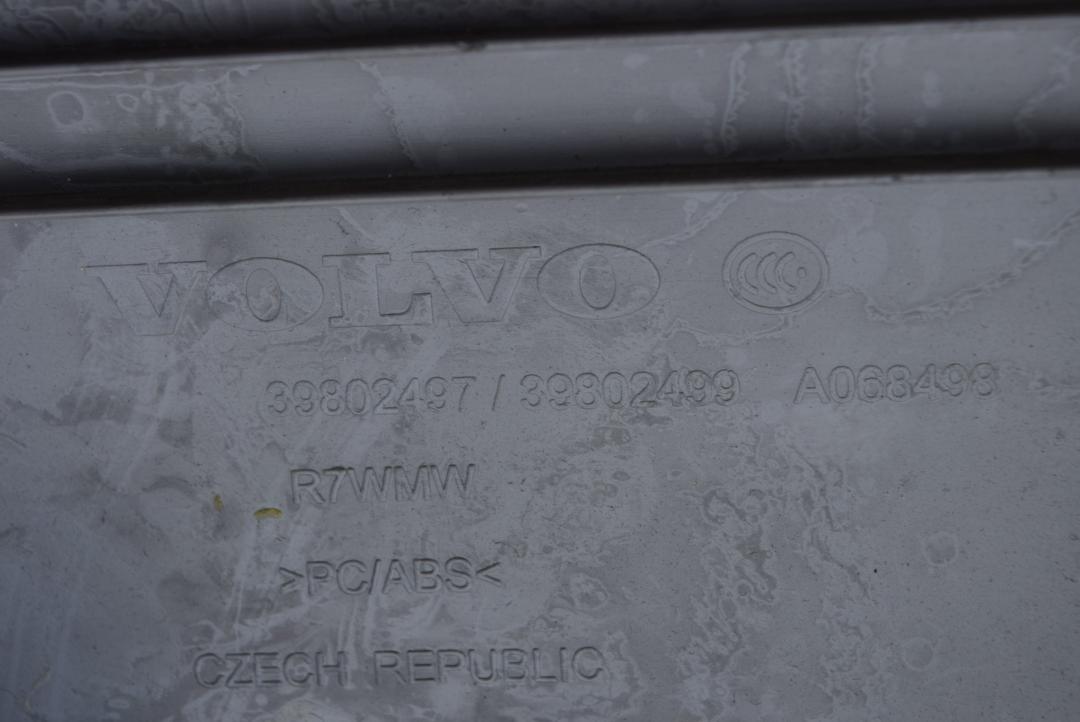 VOLVO
39802497 / 39802499 A068498
R7WMW
>PC/ABS<
CZECH REPUBLIC